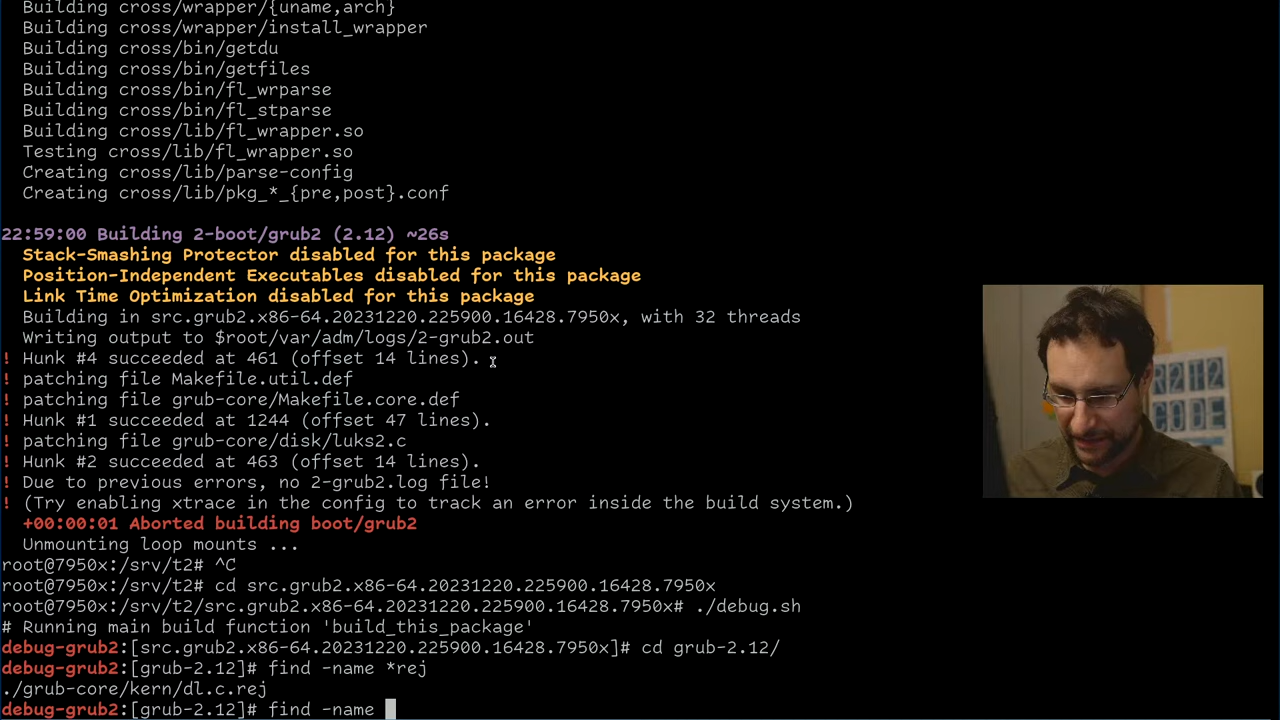 Building cross/wrapper/{uname,arch}
Building cross/wrapper/install_wrapper
Building cross/bin/getdu
Building cross/bin/getfiles
Building cross/bin/fl_wrparse
Building cross/bin/fl_stparse
Building cross/lib/fl_wrapper.so
Testing cross/lib/fl_wrapper.so
Creating cross/lib/parse-config
Creating cross/lib/pkg_*_{pre,post}.conf
22:59:00 Building 2-boot/grub2 (2.12) ~26s
Stack-Smashing Protector disabled for this package
Position-Independent Executables disabled for this package
Link Time Optimization disabled for this package
Building in src.grub2.x86-64.20231220.225900.16428.7950x, with 32 threads
Writing output to $root/var/adm/logs/2-grub2.out
! Hunk #4 succeeded at 461 (offset 14 lines).
! patching file Makefile.util.def
! patching file grub-core/Makefile.core.def
! Hunk #1 succeeded at 1244 (offset 47 lines).
! patching file grub-core/disk/luks2.c
! Hunk #2 succeeded at 463 (offset 14 lines).
! Due to previous errors, no 2-grub2.log file!
! (Try enabling xtrace in the config to track an error inside the build system.)
+00:00:01 Aborted building boot/grub2
Unmounting loop mounts ...
root@7950x:/srv/t2# ^C
root@7950x:/srv/t2# cd src.grub2.x86-64.20231220.225900.16428.7950x
root@7950x:/srv/t2/src.grub2.x86-64.20231220.225900.16428.7950x# ./debug.sh
# Running main build function 'build_this_package'
debug-grub2:[src.grub2.x86-64.20231220.225900.16428.7950x]# cd grub-2.12/
debug-grub2:[grub-2.12]# find -name *rej
./grub-core/kern/dl.c.rej
debug-grub2:[grub-2.12]# find -name